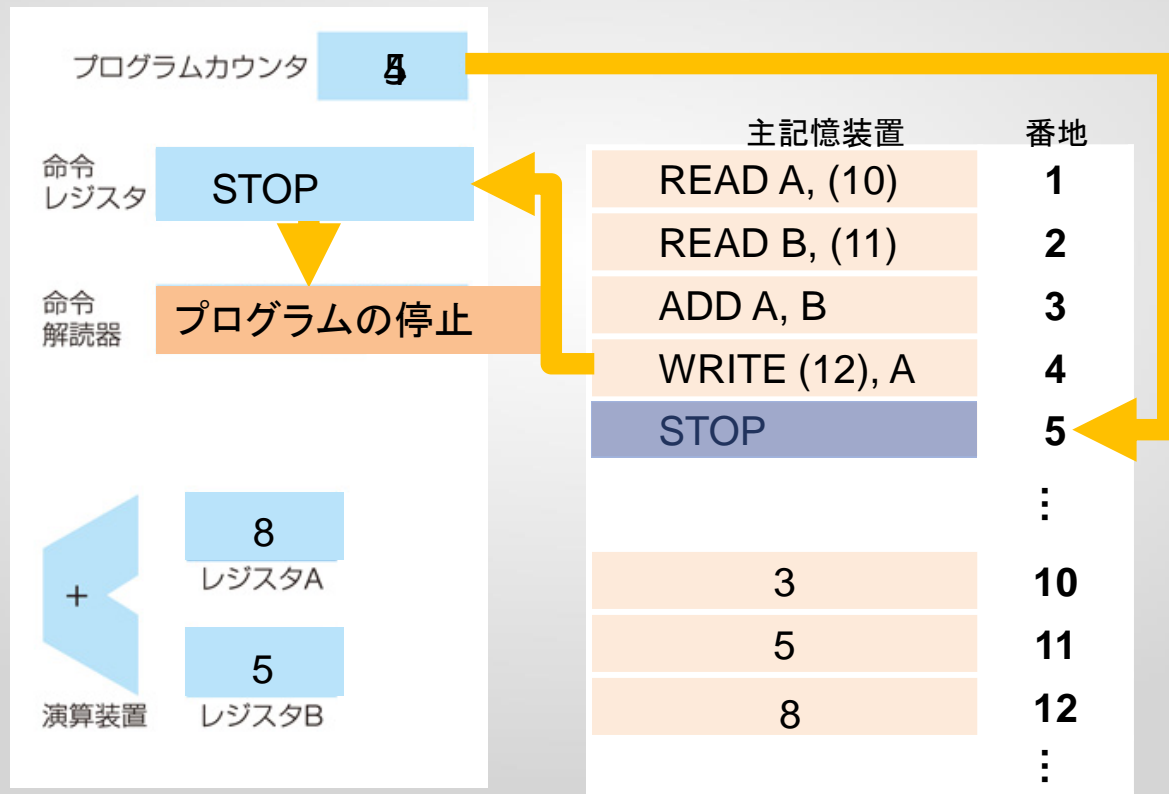 プログラムカウンタ
命令
レジスタ
STOP
命令
解読器
プログラムの停止
+
8
レジスタA
5
レジスタB
演算装置
主記憶装置 番地
READ A, (10) 1
READ B, (11) 2
ADD A, B 3
WRITE (12), A 4
STOP 5
⋮
3 10
5 11
8 12
⋮